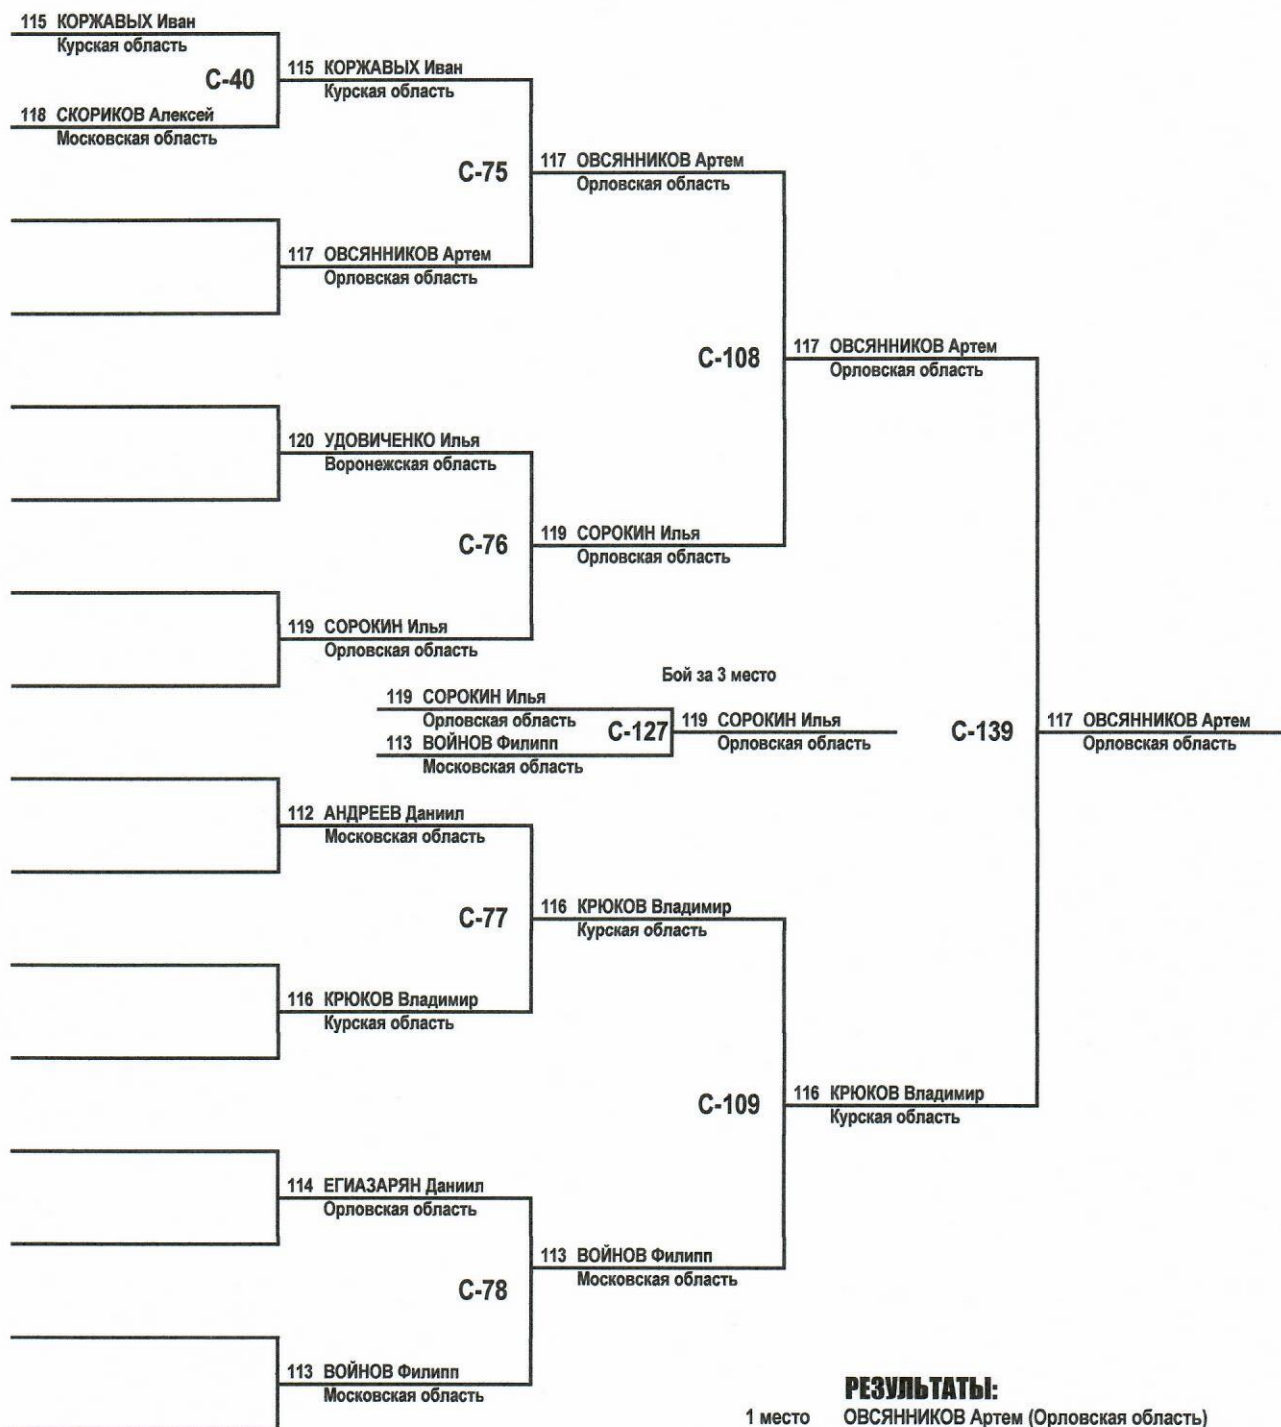 115 КОРЖАВЫХ Иван
Курская область
С-40
118 СКОРИКОВ Алексей
Московская область
115 КОРЖАВЫХ Иван
Курская область
С-75
117 ОВСЯННИКОВ Артем
Орловская область
117 ОВСЯННИКОВ Артем
Орловская область
С-108
117 ОВСЯННИКОВ Артем
Орловская область
120 УДОВИЧЕНКО Илья
Воронежская область
С-76
119 СОРОКИН Илья
Орловская область
119 СОРОКИН Илья
Орловская область
Бой за 3 место
119 СОРОКИН Илья
Орловская область
С-127
119 СОРОКИН Илья
Орловская область
113 ВОЙНОВ Филипп
Московская область
С-139
117 ОВСЯННИКОВ Артем
Орловская область
112 АНДРЕЕВ Даниил
Московская область
С-77
116 КРЮКОВ Владимир
Курская область
116 КРЮКОВ Владимир
Курская область
С-109
116 КРЮКОВ Владимир
Курская область
114 ЕГИАЗАРЯН Даниил
Орловская область
С-78
113 ВОЙНОВ Филипп
Московская область
113 ВОЙНОВ Филипп
Московская область
РЕЗУЛЬТАТЫ:
1 место ОВСЯННИКОВ Артем (Орловская область)